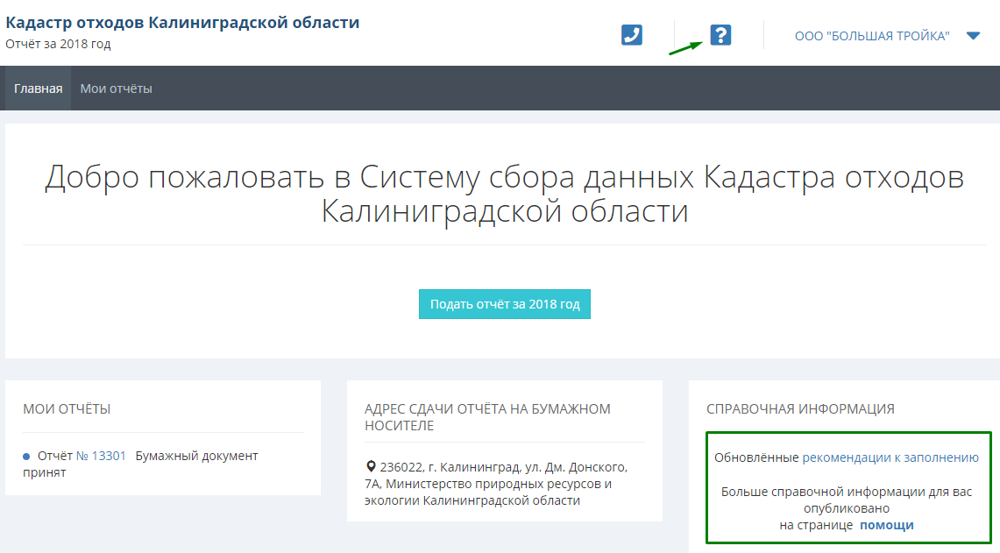 Кадастр отходов Калиниградской области
Отчёт за 2018 год
ООО "БОЛЬШАЯ ТРОЙКА"
Главная
Мои отчёты
Добро пожаловать в Систему сбора данных Кадастра отходов
Калиниградской области
Подать отчёт за 2018 год
МОИ ОТЧЁТЫ
Отчёт № 13301 Бумажный документ
принят
АДРЕС СДАЧИ ОТЧЁТА НА БУМАЖНОМ
НОСИТЕЛЕ
236022, г. Калининград, ул. Дм. Донского,
7А, Министерство природных ресурсов и
экологии Калининградской области
СПРАВОЧНАЯ ИНФОРМАЦИЯ
Обновлённые рекомендации к заполнению
Больше справочной информации для вас
опубликовано
на странице помощи